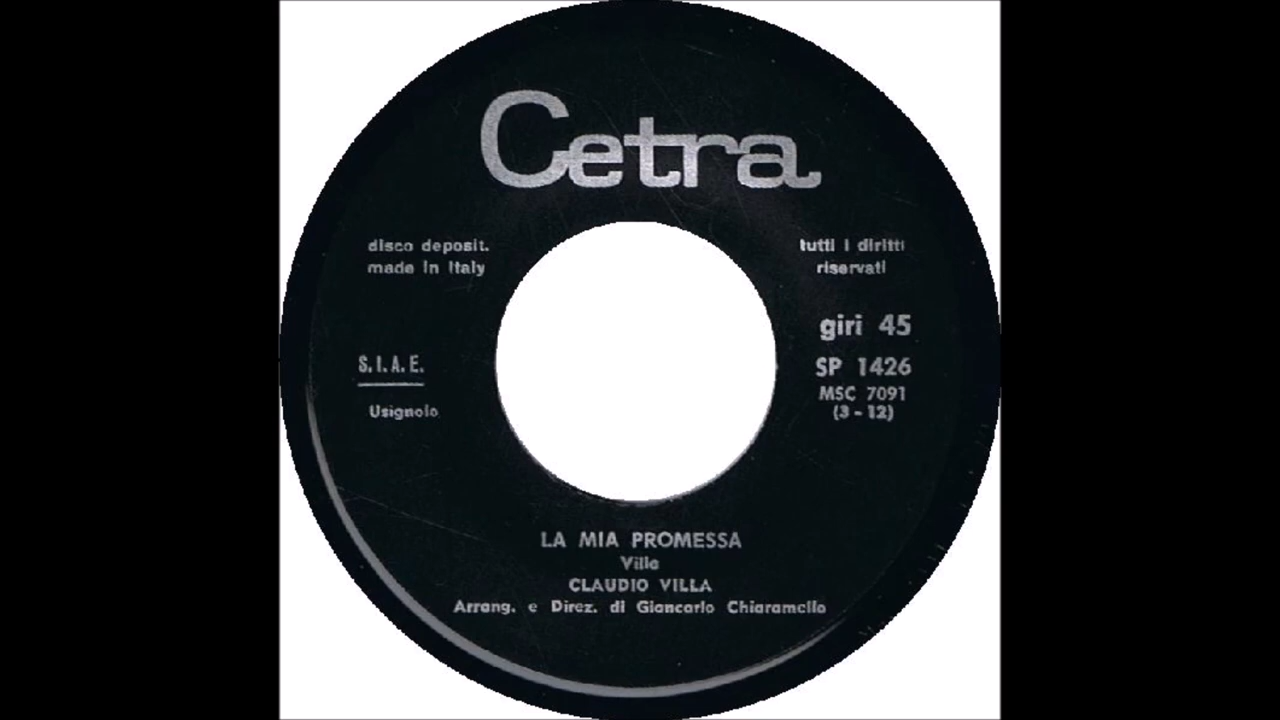 Cetra
disco deposit.
made in Italy
tutti i diritti
riservati
giri 45
SP 1426
MSC 7091
(3 - 12)
S.I.A.E.
Usignolo
LA MIA PROMESSA
Villa
CLAUDIO VILLA
Arrang. e Direz. di Giancarlo Chiaramello